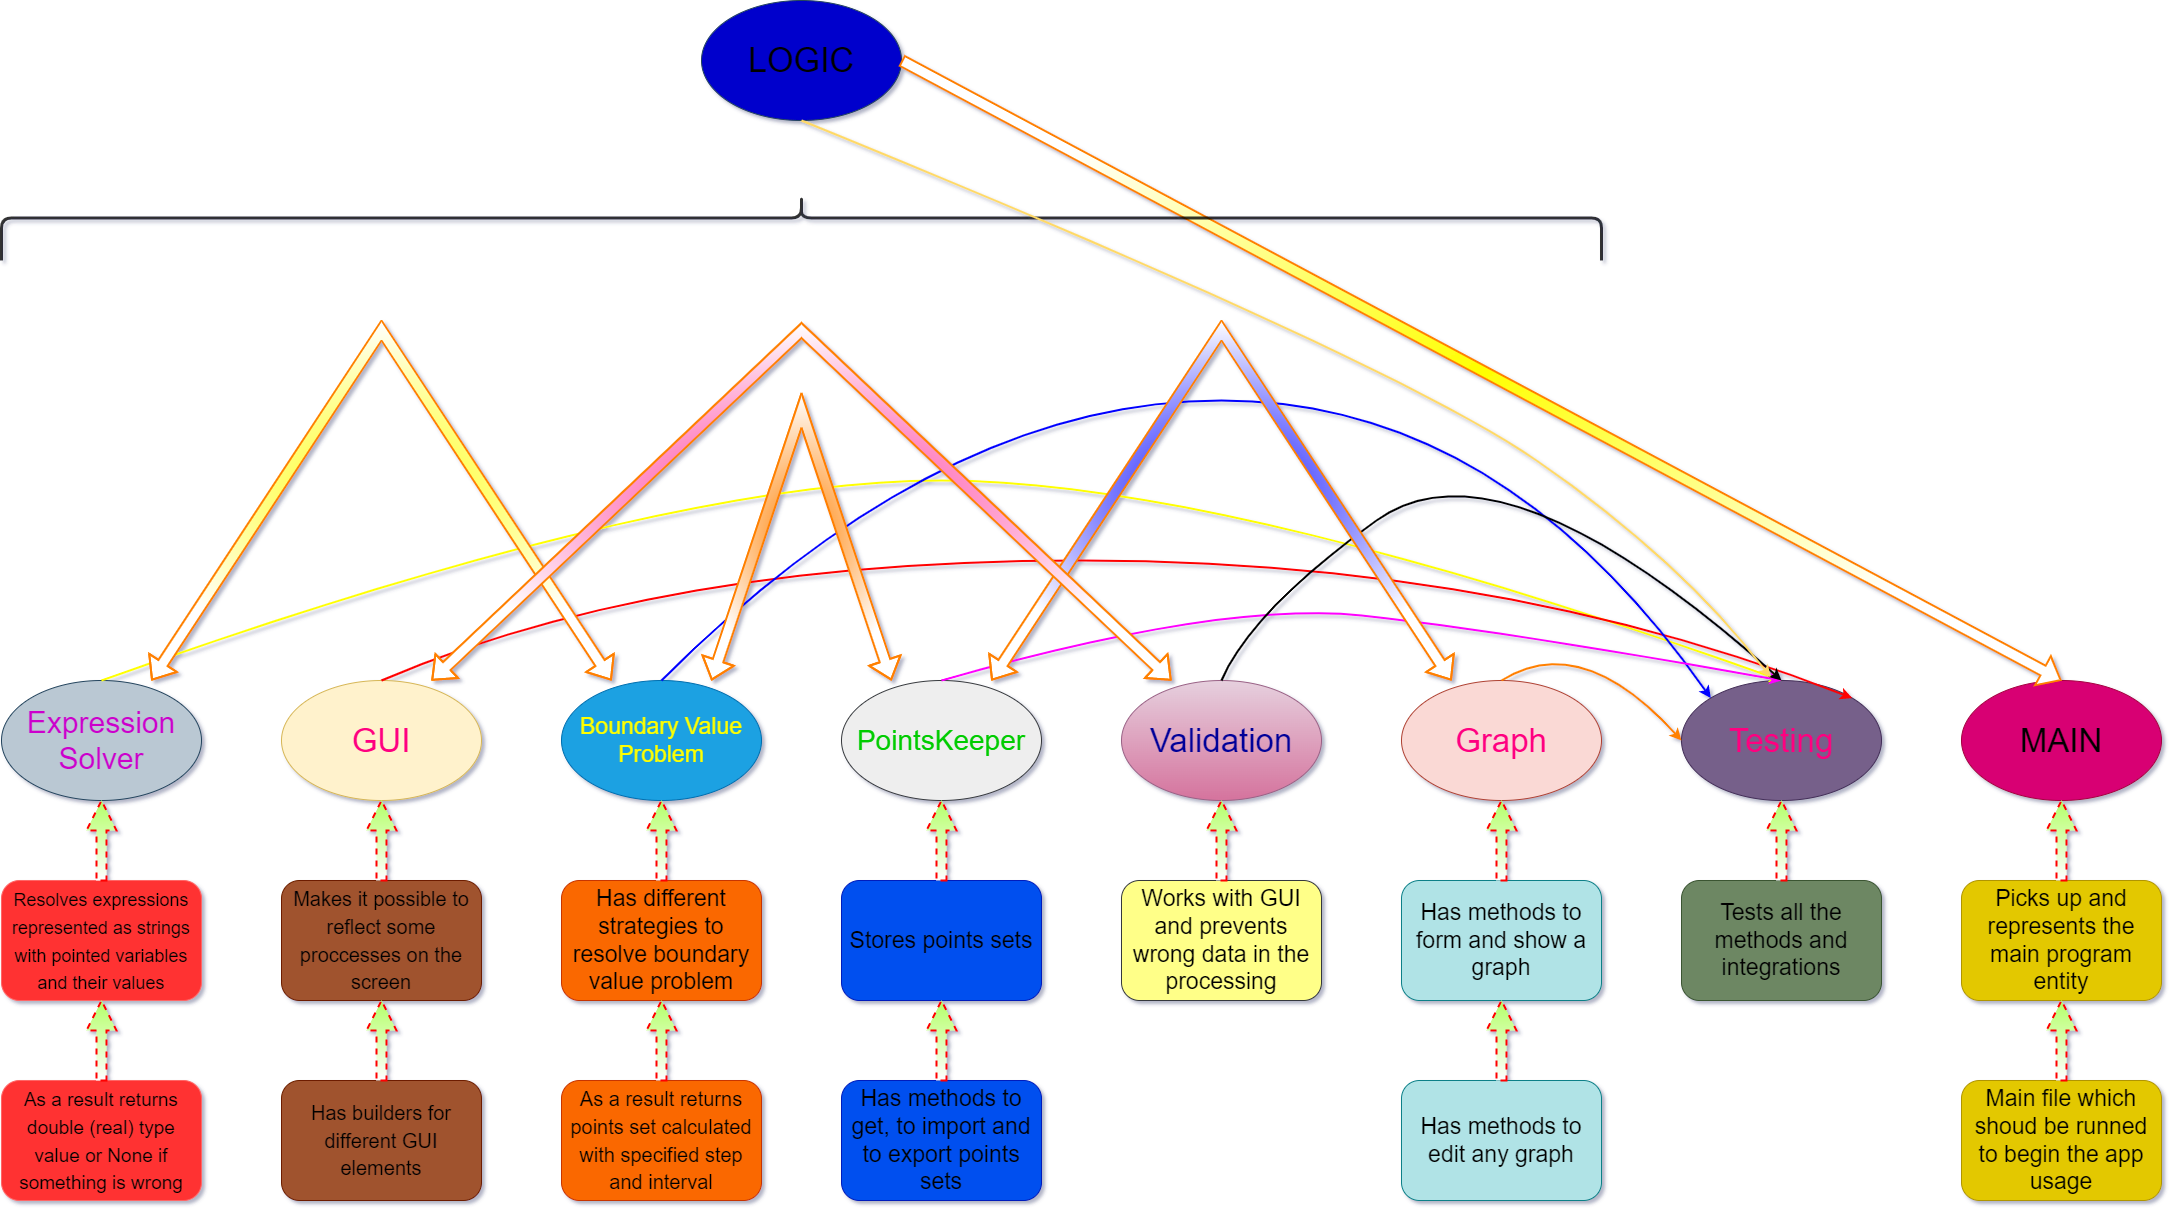 LOGIC
Expression
Solver
GUI
Boundary Value
Problem
PointsKeeper
Validation
Graph
Testing
MAIN
Resolves expressions
represented as strings
with pointed variables
and their values
Makes it possible to
reflect some
proccesses on the
screen
Has different
strategies to
resolve boundary
value problem
Stores points sets
Works with GUI
and prevents
wrong data in the
processing
Has methods to
form and show a
graph
Tests all the
methods and
integrations
Picks up and
represents the
main program
entity
As a result returns
double (real) type
value or None if
something is wrong
Has builders for
different GUI
elements
As a result returns
points set calculated
with specified step
and interval
Has methods to
get, to import and
to export points
sets
Has methods to
edit any graph
Main file which
shoud be runned
to begin the app
usage